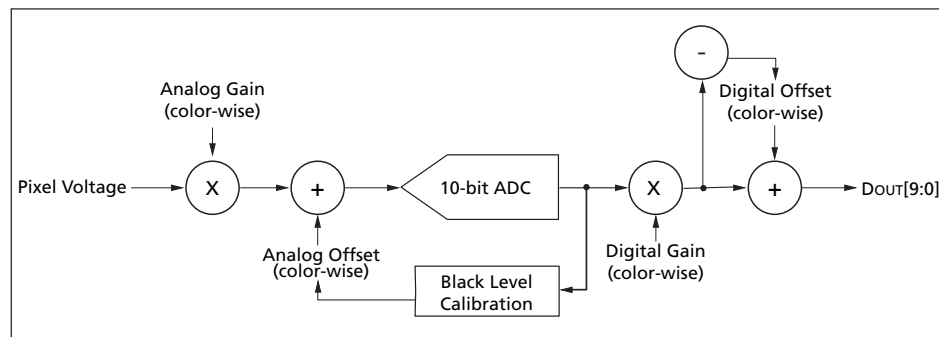 -
Analog Gain
(color-wise)
Digital Offset
(color-wise)
Pixel Voltage
X
+
10-bit ADC
X
+
DOUT[9:0]
Analog Offset
(color-wise)
Digital Gain
(color-wise)
Black Level
Calibration